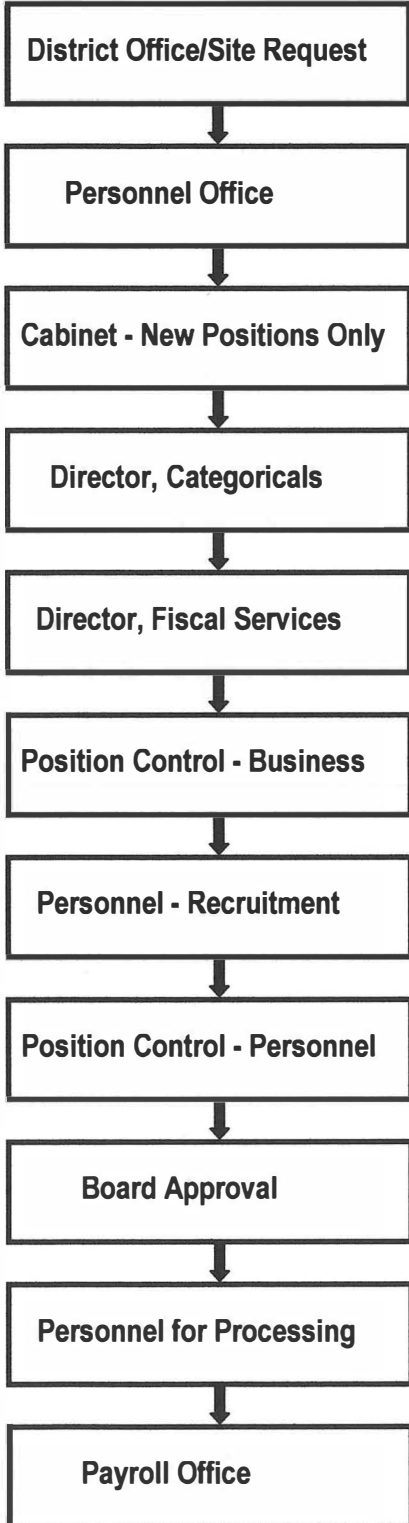 District Office/Site Request
Personnel Office
Cabinet - New Positions Only
Director, Categoricals
Director, Fiscal Services
Position Control - Business
Personnel - Recruitment
Position Control - Personnel
Board Approval
Personnel for Processing
Payroll Office